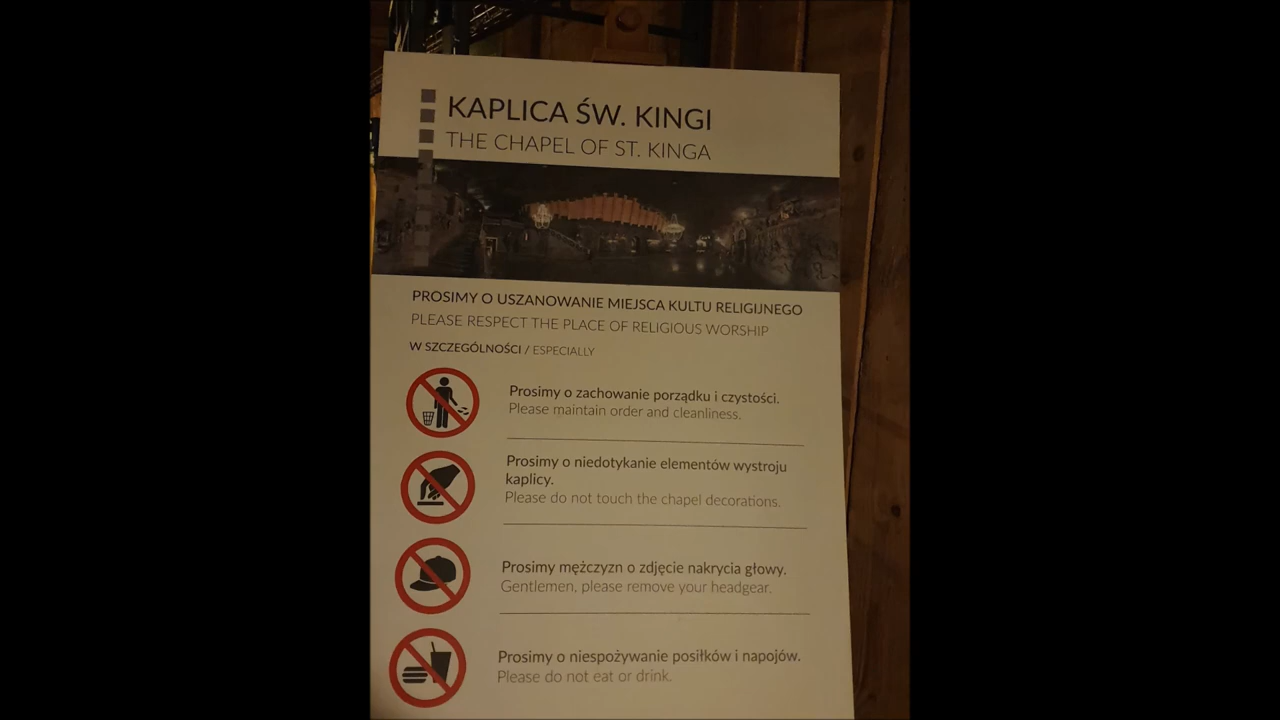 KAPLICA ŚW. KINGI
THE CHAPEL OF ST. KINGA
PROSIMY O USZANOWANIE MIEJSCA KULTU RELIGIJNEGO
PLEASE RESPECT THE PLACE OF RELIGIOUS WORSHIP
W SZCZEGÓLNOŚCI / ESPECIALLY
Prosimy o zachowanie porządku i czystości.
Please maintain order and cleanliness.
Prosimy o niedotykanie elementów wystroju
kaplicy.
Please do not touch the chapel decorations.
Prosimy mężczyzn o zdjęcie nakrycia głowy.
Gentlemen, please remove your headgear.
Prosimy o niespożywanie posiłków i napojów.
Please do not eat or drink.